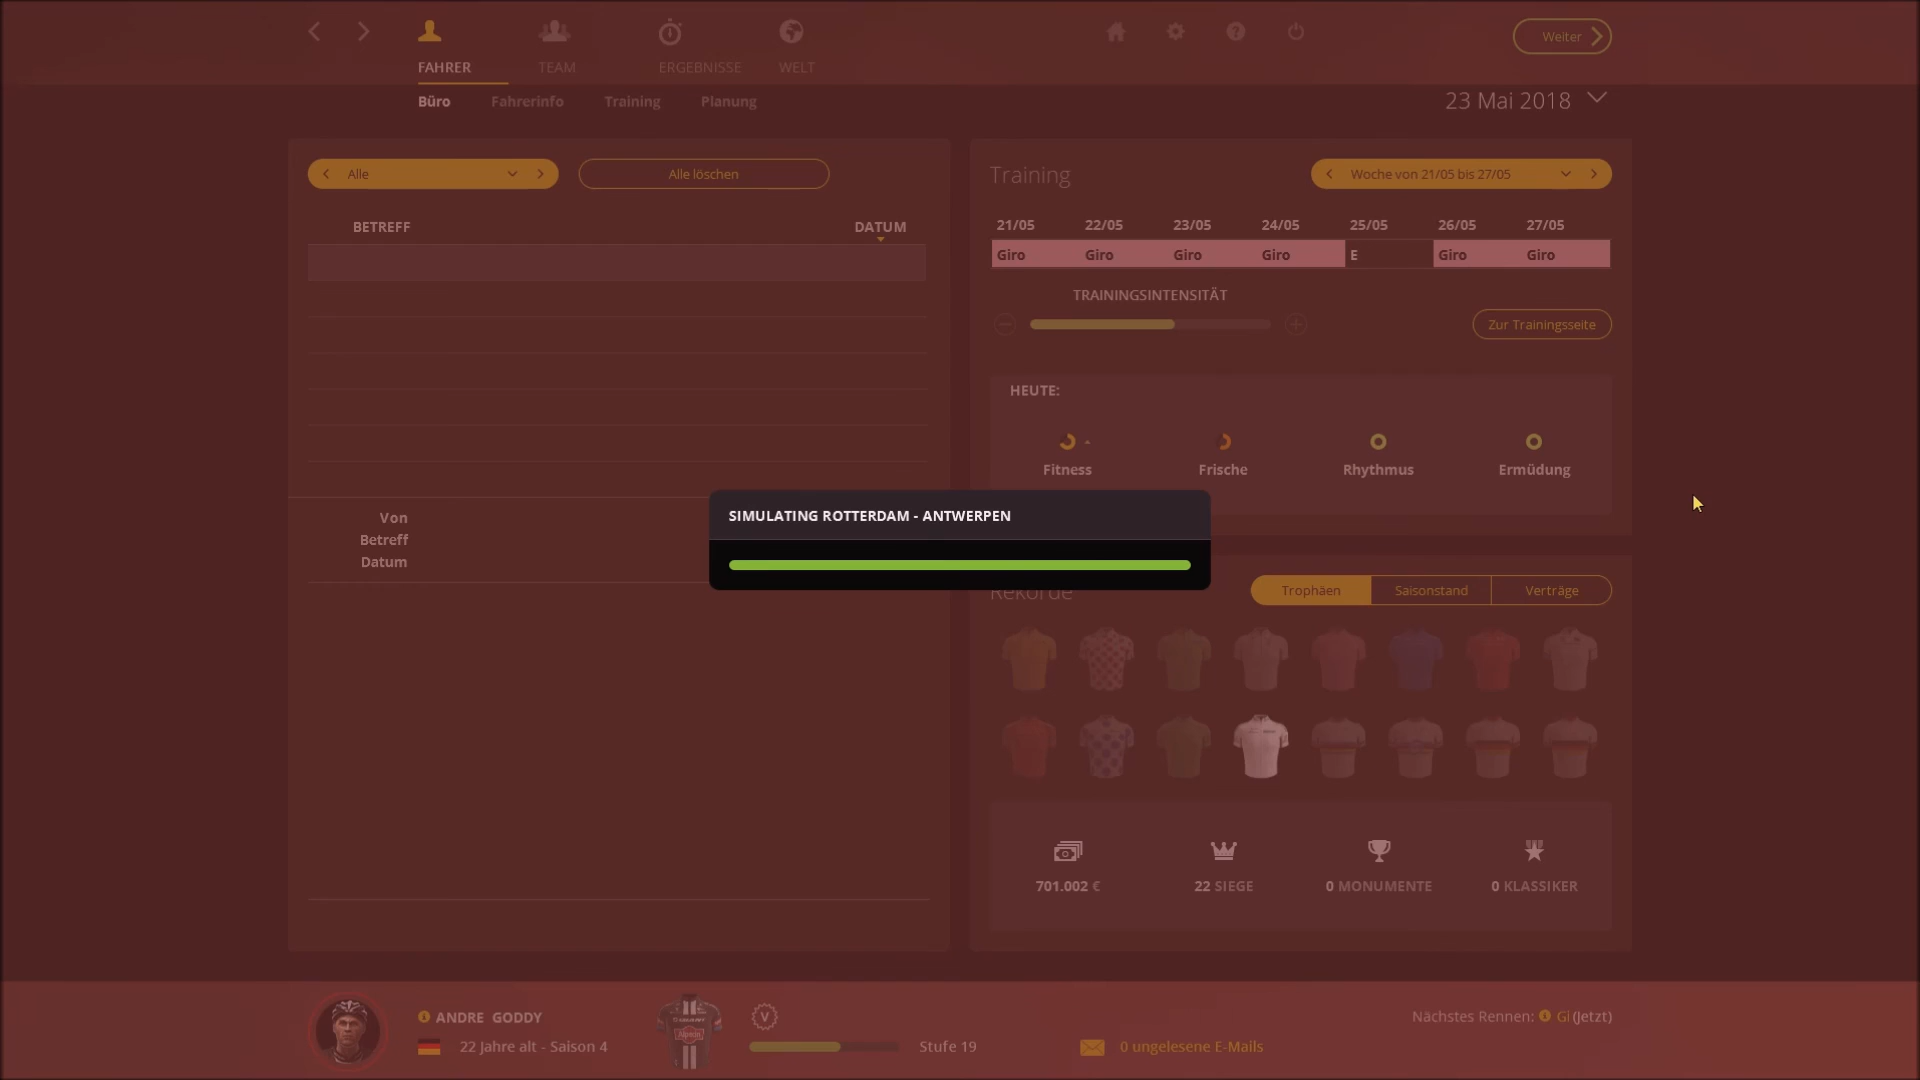 Weiter
FAHRER TEAM ERGEBNISSE WELT
Büro Fahrerinfo Training Planung
23 Mai 2018
Alle
Alle löschen
BETREFF DATUM
Von
Betreff
Datum
Training
Woche von 21/05 bis 27/05
21/05 22/05 23/05 24/05 25/05 26/05 27/05
Giro Giro Giro Giro E Giro Giro
TRAININGSINTENSITÄT
Zur Trainingsseite
HEUTE:
Fitness Frische Rhythmus Ermüdung
SIMULATING ROTTERDAM - ANTWERPEN
Rekorde
Trophäen Saisonstand Verträge
701.002 € 22 SIEGE 0 MONUMENTE 0 KLASSIKER
ANDRE GODDY
22 Jahre alt - Saison 4
V
Stufe 19
0 ungelesene E-Mails
Nächstes Rennen: Gi (Jetzt)